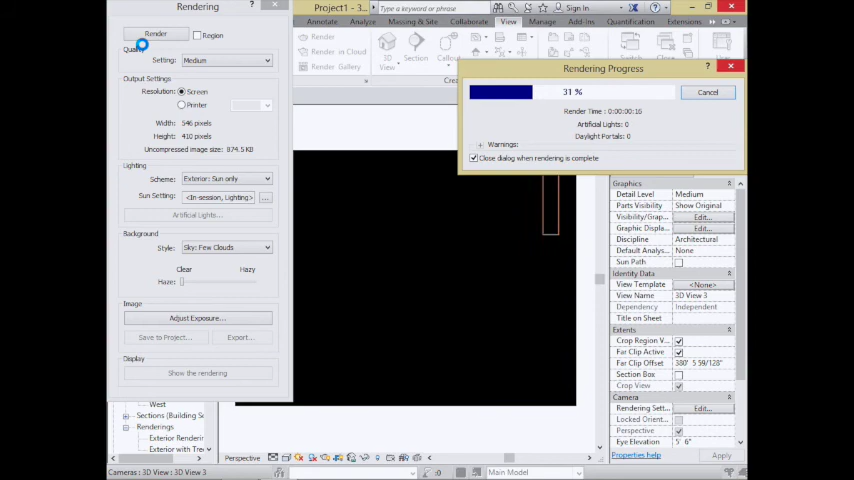 Rendering
?
Project1 - 3...
Type a keyword or phrase
Sign In
Annotate
Analyze
Massing & Site
Collaborate
View
Manage
Add-Ins
Quantification
Extensions
Render
Render in Cloud
Render Gallery
3D
View
Section
Render
Region
Quality
Setting:
Medium
Output Settings
Resolution:
Screen
Printer
Width:
546 pixels
Height:
410 pixels
Uncompressed image size:
874.5 KB
Lighting
Scheme:
Exterior: Sun only
Sun Setting:
<In-session, Lighting>
...
Artificial Lights...
Background
Style:
Sky: Few Clouds
Clear
Hazy
Haze:
Image
Adjust Exposure...
Save to Project...
Export...
Display
Show the rendering
Rendering Progress
?
31 %
Cancel
Render Time : 0:00:00:16
Artificial Lights: 0
Daylight Portals: 0
Warnings:
Close dialog when rendering is complete
Graphics
Detail Level
Medium
Parts Visibility
Show Original
Visibility/Grap...
Edit...
Graphic Displa...
Edit...
Discipline
Architectural
Default Analys...
None
Sun Path
Identity Data
View Template
<None>
View Name
3D View 3
Dependency
Independent
Title on Sheet
Extents
Crop Region V...
Far Clip Active
Far Clip Offset
380' 5 59/128"
Section Box
Crop View
Camera
Rendering Sett...
Edit...
Locked Orient...
Perspective
Eye Elevation
5' 6"
Properties help
Apply
West
Sections (Building S
Renderings
Exterior Renderin
Exterior with Tre
Perspective
Cameras : 3D View : 3D View 3
:0
Main Model